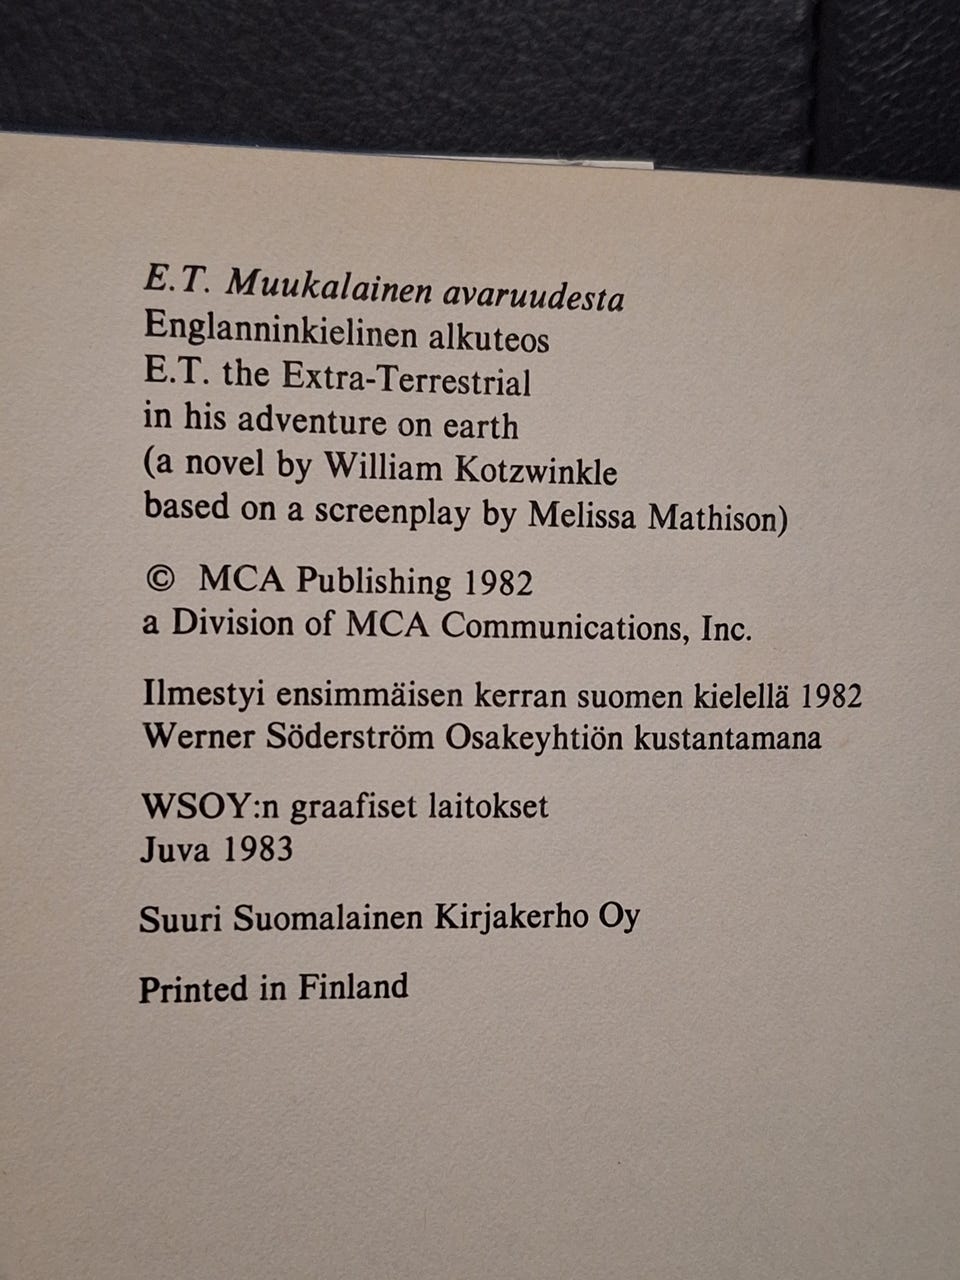 E.T. Muukalainen avaruudesta
Englanninkielinen alkuteos
E.T. the Extra-Terrestrial
in his adventure on earth
(a novel by William Kotzwinkle
based on a screenplay by Melissa Mathison)
© MCA Publishing 1982
a Division of MCA Communications, Inc.
Ilmestyi ensimmäisen kerran suomen kielellä 1982
Werner Söderström Osakeyhtiön kustantamana
WSOY:n graafiset laitokset
Juva 1983
Suuri Suomalainen Kirjakerho Oy
Printed in Finland